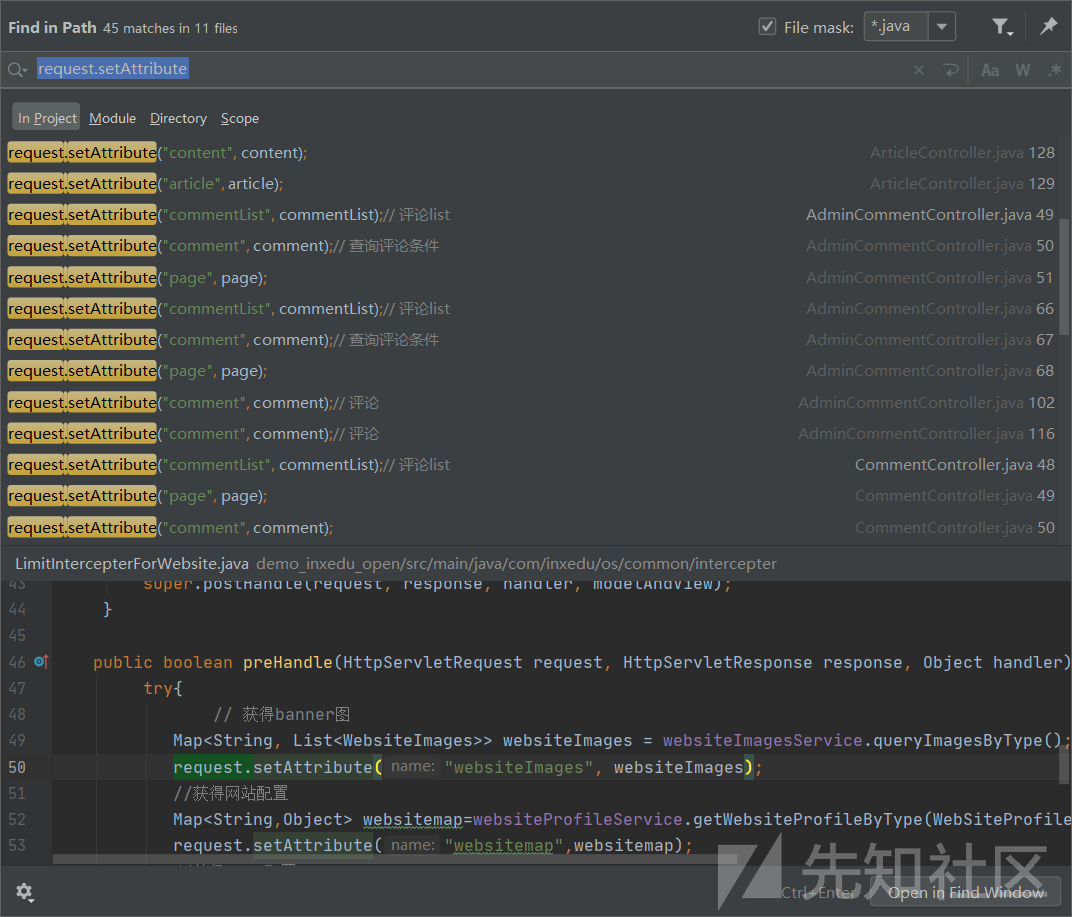 Find in Path 45 matches in 11 files File mask: *.java
request.setAttribute Aa W .*
In Project Module Directory Scope
request.setAttribute("content", content); ArticleController.java 128
request.setAttribute("article", article); ArticleController.java 129
request.setAttribute("commentList", commentList);// 评论list AdminCommentController.java 49
request.setAttribute("comment", comment);// 查询评论条件 AdminCommentController.java 50
request.setAttribute("page", page); AdminCommentController.java 51
request.setAttribute("commentList", commentList);// 评论list AdminCommentController.java 66
request.setAttribute("comment", comment);// 查询评论条件 AdminCommentController.java 67
request.setAttribute("page", page); AdminCommentController.java 68
request.setAttribute("comment", comment);// 评论 AdminCommentController.java 102
request.setAttribute("comment", comment);// 评论 AdminCommentController.java 116
request.setAttribute("commentList", commentList);// 评论list CommentController.java 48
request.setAttribute("page", page); CommentController.java 49
request.setAttribute("comment", comment); CommentController.java 50
LimitIntercepterForWebsite.java demo_inxedu_open/src/main/java/com/inxedu/os/common/intercepter
43 super.postHandle(request, response, handler, modelAndView);
44 }
45
46 public boolean preHandle(HttpServletRequest request, HttpServletResponse response, Object handler)
47 try{
48 // 获得banner图
49 Map<String, List<WebsiteImages>> websiteImages = websiteImagesService.queryImagesByType();
50 request.setAttribute( name: "websiteImages", websiteImages);
51 //获得网站配置
52 Map<String,Object> websitemap=websiteProfileService.getWebsiteProfileByType(WebSiteProfile
53 request.setAttribute( name: "websitemap",websitemap);
先知社区
Ctrl+Enter Open in Find Window